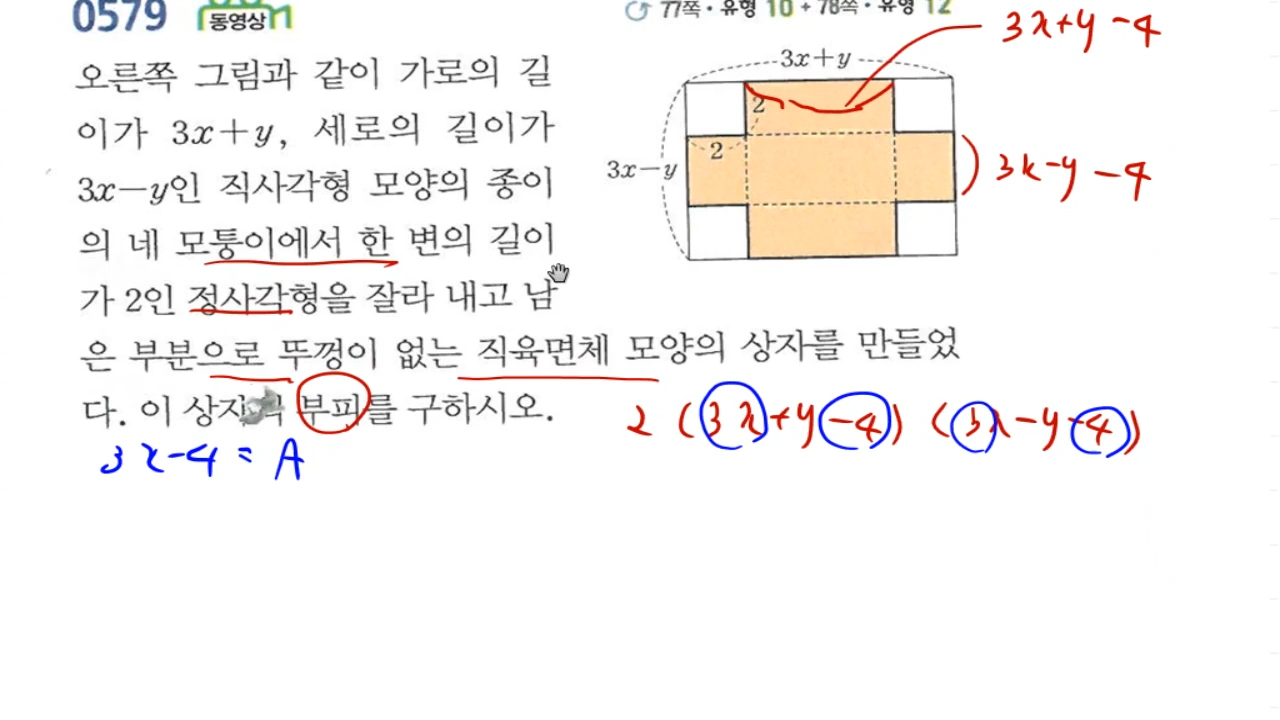 0579 동영상
77쪽 · 유형 10 + 78쪽 · 유형 12
오른쪽 그림과 같이 가로의 길
이가 3x+y, 세로의 길이가
3x−y인 직사각형 모양의 종이
의 네 모퉁이에서 한 변의 길이
가 2인 정사각형을 잘라 내고 남
은 부분으로 뚜껑이 없는 직육면체 모양의 상자를 만들었
다. 이 상자의 부피를 구하시오.
3x+y
3x+y-4
2
2
3x−y
3x-y-4
2(3x+y-4)(3x-y-4)
3x-4=A